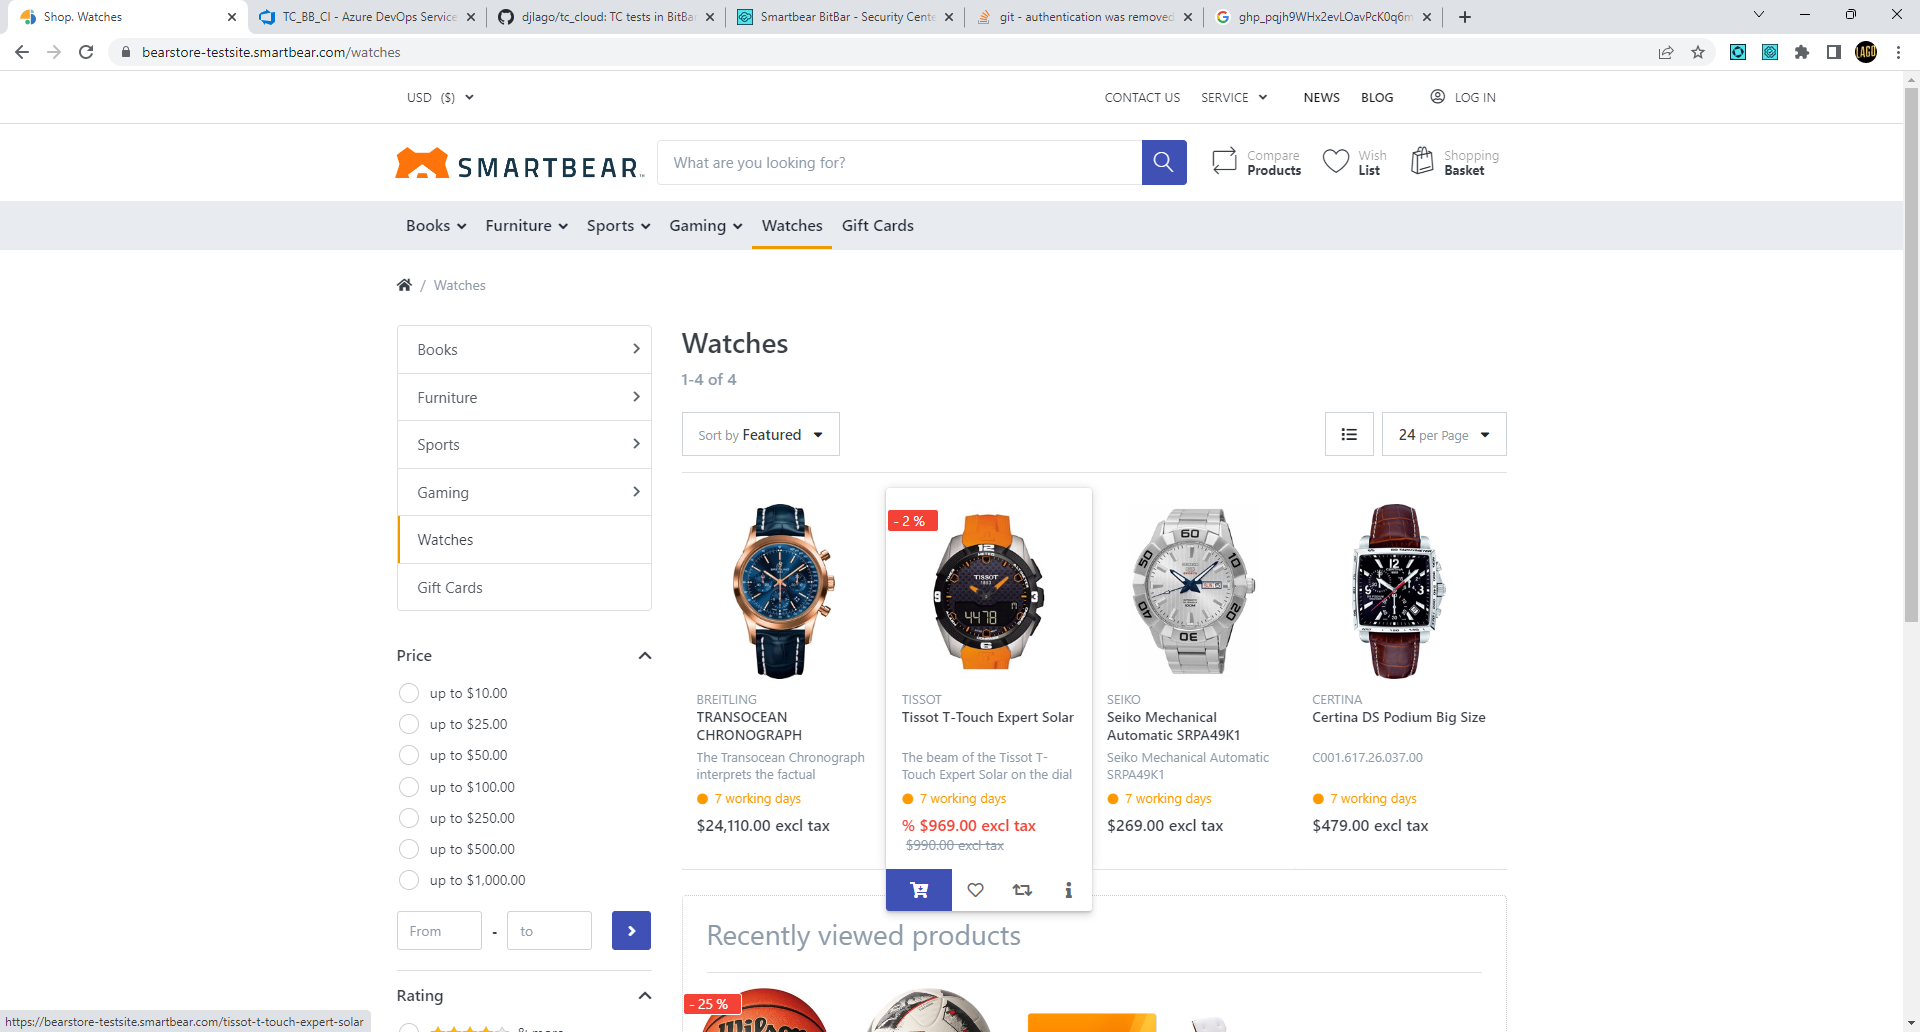 Shop. Watches
TC_BB_CI - Azure DevOps Service
djlago/tc_cloud: TC tests in BitBa
Smartbear BitBar - Security Cente
git - authentication was removed
bearstore-testsite.smartbear.com/watches
USD ($)
CONTACT US
SERVICE
NEWS
BLOG
LOG IN
SMARTBEAR
What are you looking for?
Compare
Products
Wish
List
Shopping
Basket
Books
Furniture
Sports
Gaming
Watches
Gift Cards
/ Watches
Books
Furniture
Sports
Gaming
Watches
Gift Cards
Price
up to $10.00
up to $25.00
up to $50.00
up to $100.00
up to $250.00
up to $500.00
up to $1,000.00
From - to
Rating
Watches
1-4 of 4
Sort by Featured
24 per Page
BREITLING
TRANSOCEAN
CHRONOGRAPH
The Transocean Chronograph
interprets the factual
7 working days
$24,110.00 excl tax
- 2 %
TISSOT
4478
TISSOT
Tissot T-Touch Expert Solar
The beam of the Tissot T-
Touch Expert Solar on the dial
7 working days
% $969.00 excl tax
$990.00 excl tax
SEIKO
Seiko Mechanical
Automatic SRPA49K1
Seiko Mechanical Automatic
SRPA49K1
7 working days
$269.00 excl tax
CERTINA
Certina DS Podium Big Size
C001.617.26.037.00
7 working days
$479.00 excl tax
Recently viewed products
- 25 %
Wilson
https://bearstore-testsite.smartbear.com/tissot-t-touch-expert-solar